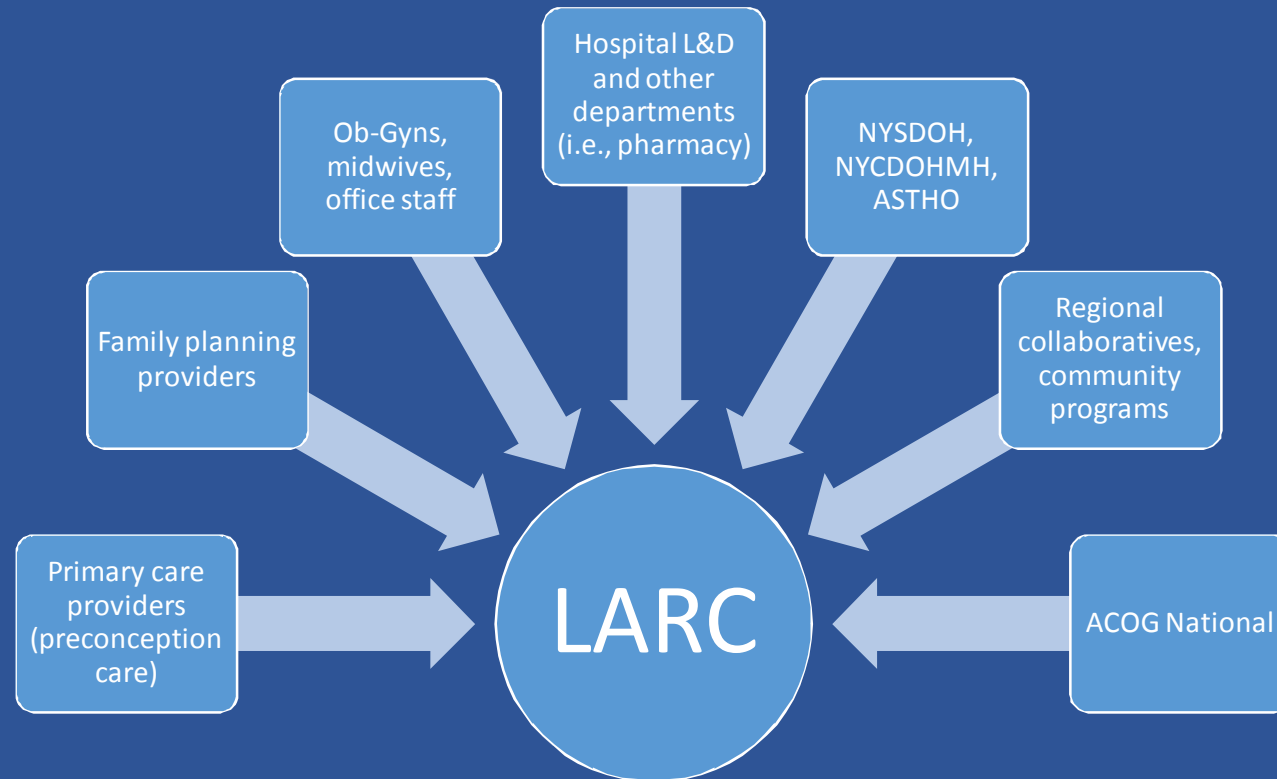 Hospital L&D
and other
departments
(i.e., pharmacy)
Ob-Gyns,
midwives,
office staff
NYSDOH,
NYCDOHMH,
ASTHO
Family planning
providers
Regional
collaboratives,
community
programs
Primary care
providers
(preconception
care)
LARC
ACOG National